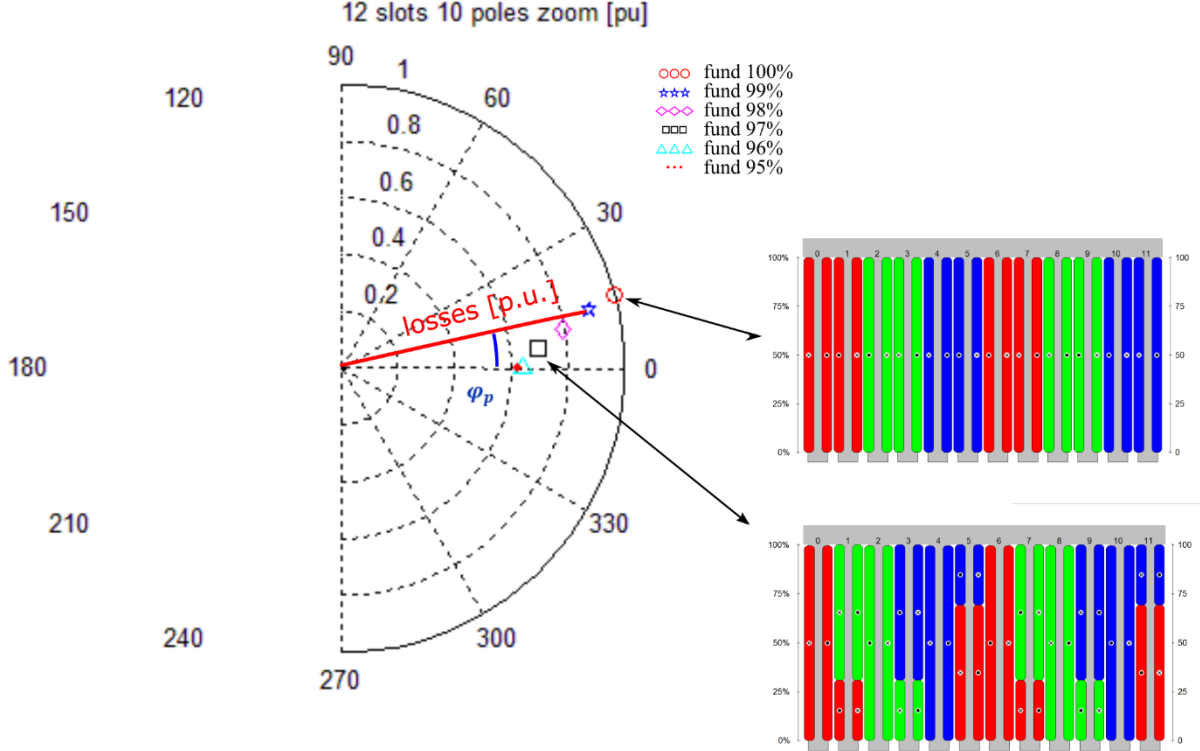 12 slots 10 poles zoom [pu]
90
1
120
60
0.8
0.6
150
30
0.4
0.2
losses [p.u.]
180
0
φp
210
330
240
300
270
fund 100%
fund 99%
fund 98%
fund 97%
fund 96%
fund 95%
0 1 2 3 4 5 6 7 8 9 10 11
100% 100
75% 75
50% 50
25% 25
0% 0
0 1 2 3 4 5 6 7 8 9 10 11
100% 100
75% 75
50% 50
25% 25
0% 0